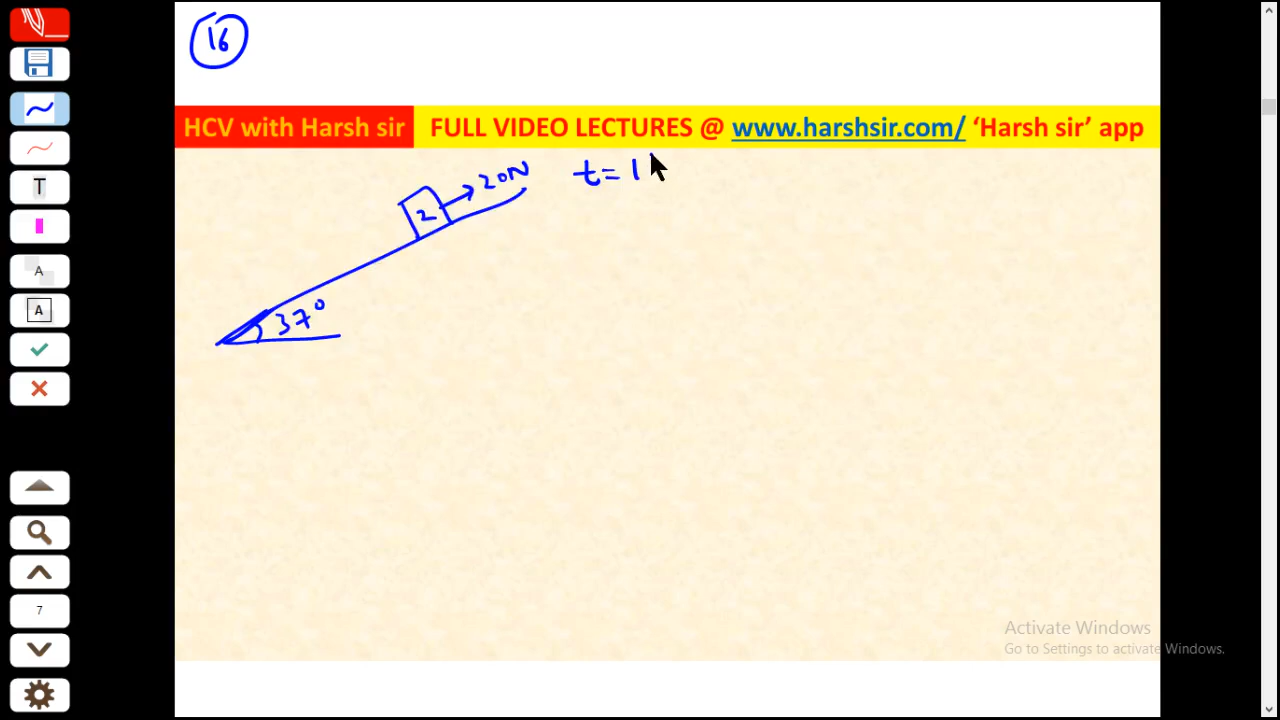 16
HCV with Harsh sir FULL VIDEO LECTURES @ www.harshsir.com/ ‘Harsh sir’ app
20N t= 1
2
37°
T
A
A
7
Activate Windows
Go to Settings to activate Windows.